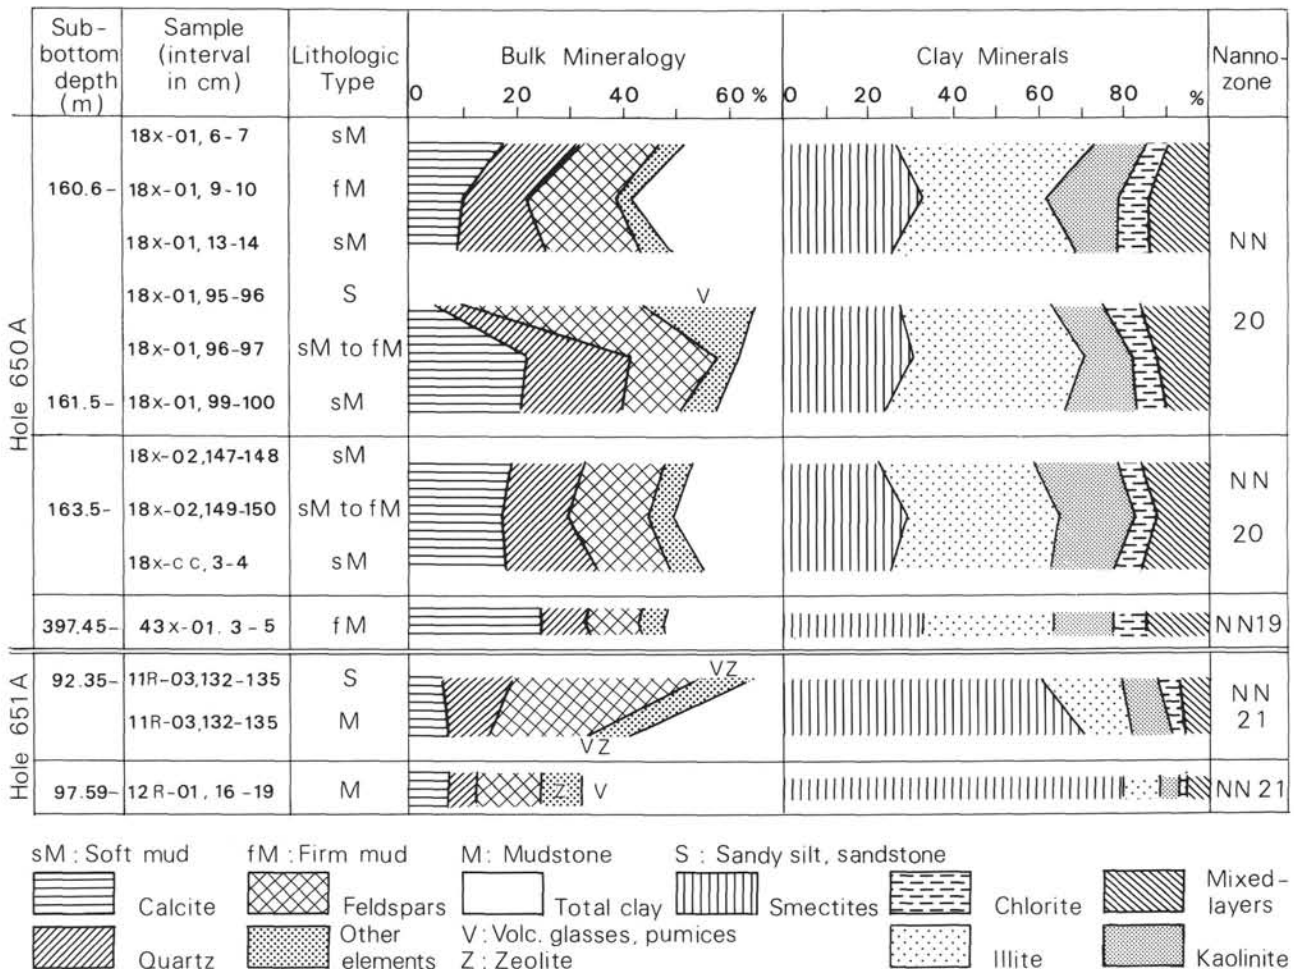 Sub-bottom depth (m)
Sample (interval in cm)
Lithologic Type
Bulk Mineralogy
0 20 40 60 %
Clay Minerals
0 20 40 60 80 %
Nanno-zone
Hole 650A
18x-01, 6-7 sM
160.6- 18x-01, 9-10 fM
18x-01, 13-14 sM
NN
18x-01, 95-96 S V
20
18x-01, 96-97 sM to fM
161.5- 18x-01, 99-100 sM
18x-02, 147-148 sM
NN
163.5- 18x-02, 149-150 sM to fM
20
18x-CC, 3-4 sM
397.45- 43x-01. 3-5 fM NN19
Hole 651A
VZ
92.35- 11R-03, 132-135 S NN
11R-03, 132-135 M 21
VZ
97.59- 12R-01, 16-19 M Z V NN21
sM : Soft mud fM : Firm mud M : Mudstone S : Sandy silt, sandstone
Calcite Feldspars Total clay Smectites Chlorite Mixed-layers
V : Volc. glasses, pumices
Quartz Other elements Z : Zeolite Illite Kaolinite